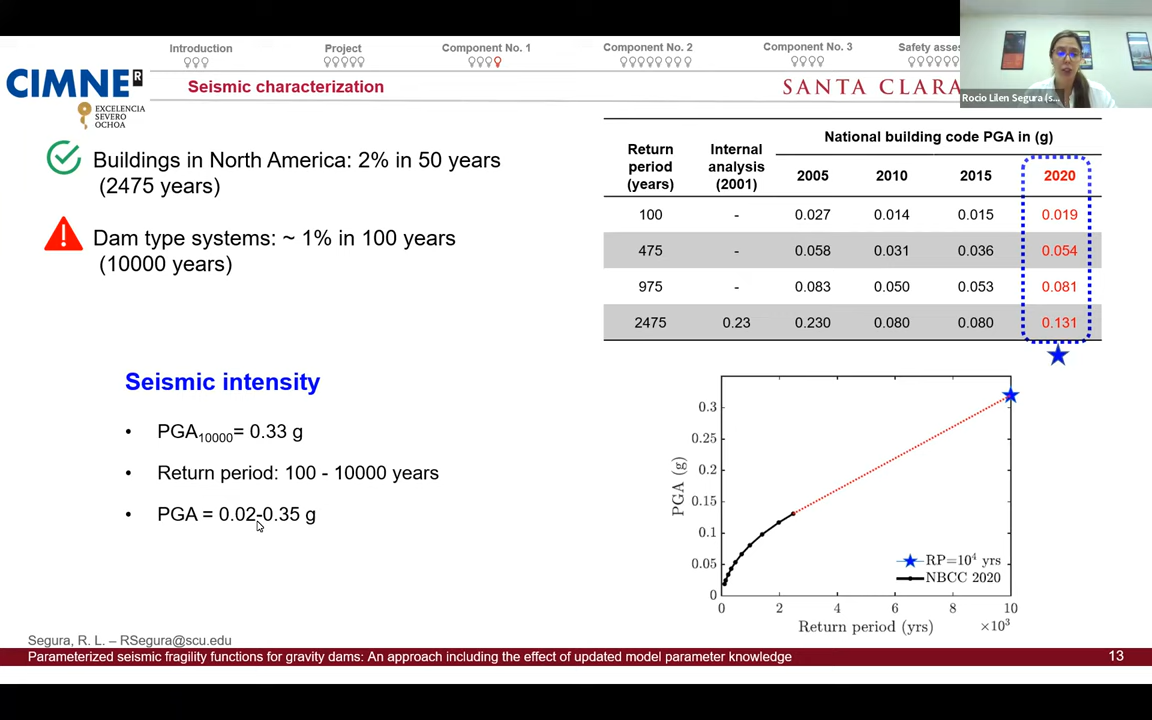 Introduction
Project
Component No. 1
Component No. 2
Component No. 3
Safety asses
CIMNE R
EXCELENCIA
SEVERO
OCHOA
Seismic characterization
SANTA CLARA
Rocio Lilen Segura (s...
Buildings in North America: 2% in 50 years
(2475 years)
Dam type systems: ~ 1% in 100 years
(10000 years)
Return period (years) Internal analysis (2001) National building code PGA in (g)
2005 2010 2015 2020
100 - 0.027 0.014 0.015 0.019
475 - 0.058 0.031 0.036 0.054
975 - 0.083 0.050 0.053 0.081
2475 0.23 0.230 0.080 0.080 0.131
Seismic intensity
• PGA10000= 0.33 g
• Return period: 100 - 10000 years
• PGA = 0.02-0.35 g
PGA (g)
0.3
0.25
0.2
0.15
0.1
0.05
0
RP=10⁴ yrs
NBCC 2020
0 2 4 6 8 10
Return period (yrs) ×10³
Segura, R. L. – RSegura@scu.edu
Parameterized seismic fragility functions for gravity dams: An approach including the effect of updated model parameter knowledge 13